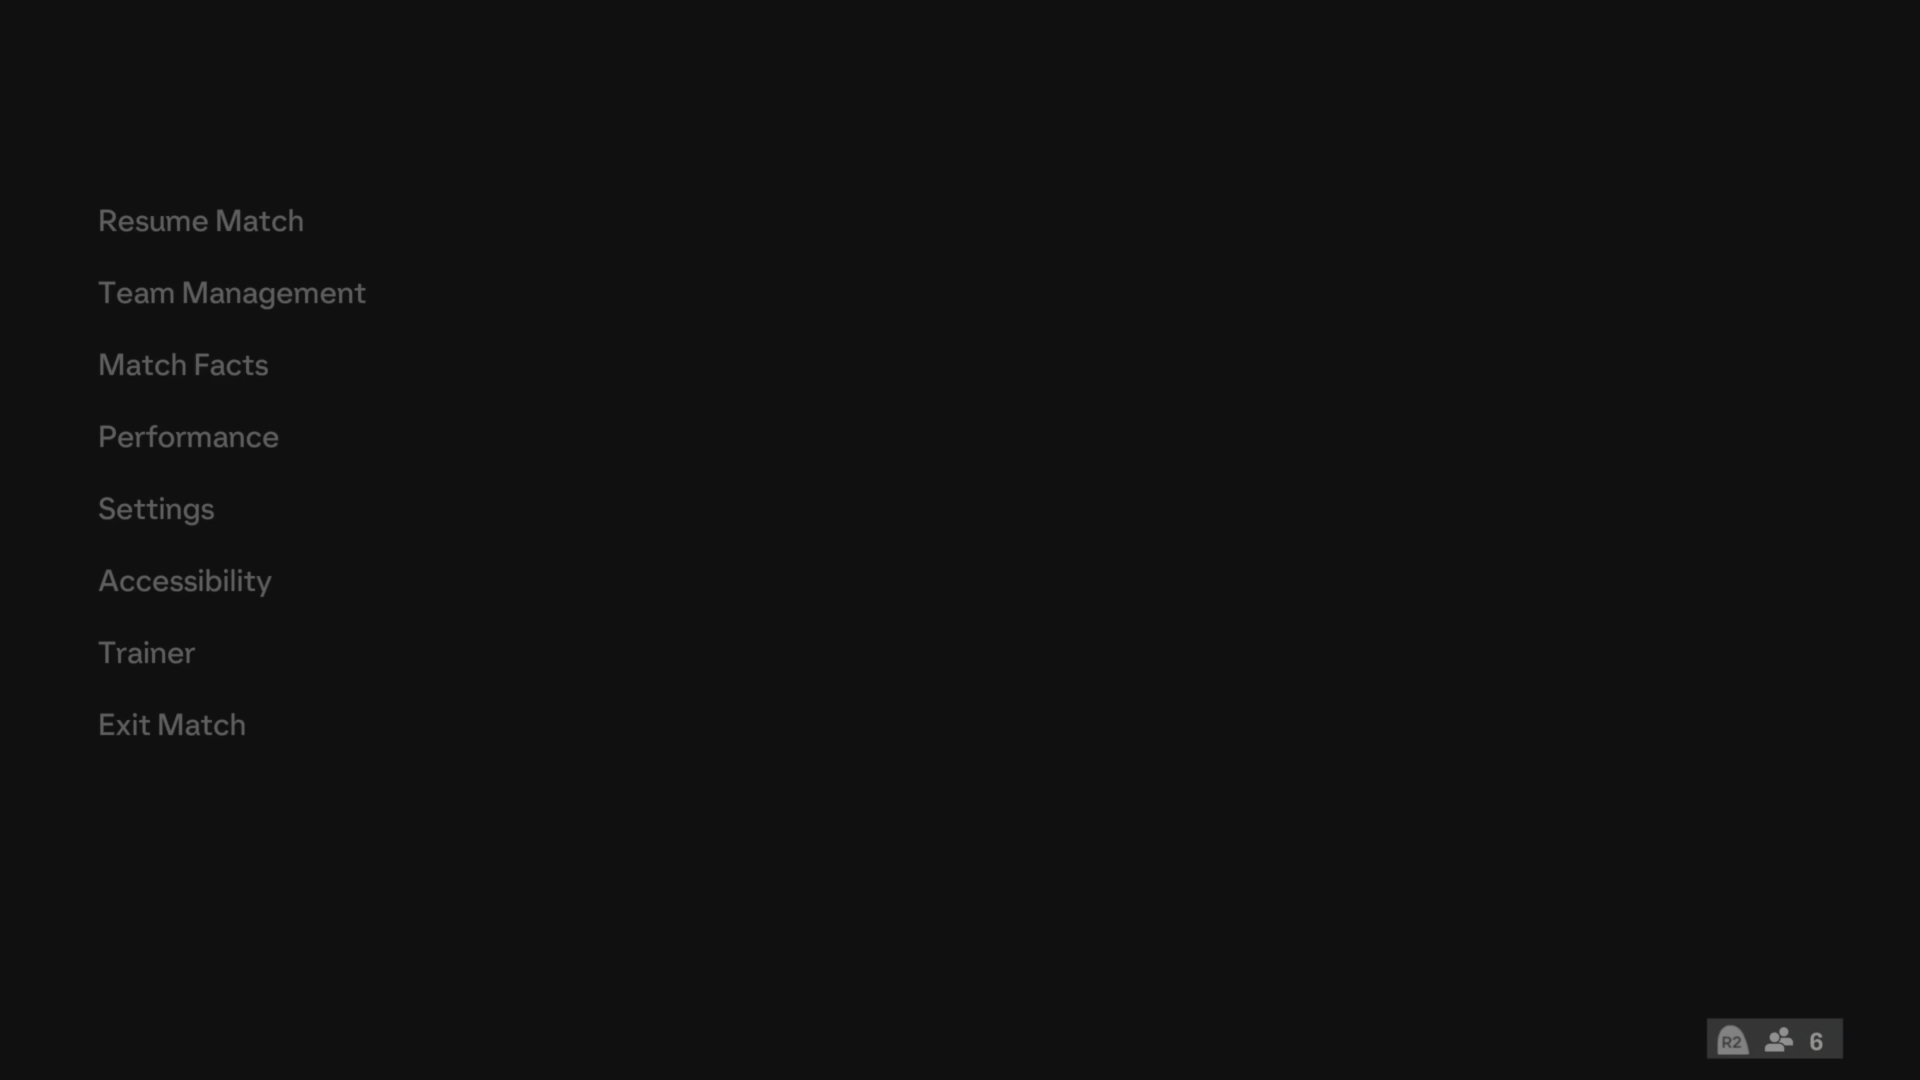 Resume Match
Team Management
Match Facts
Performance
Settings
Accessibility
Trainer
Exit Match
R2 6